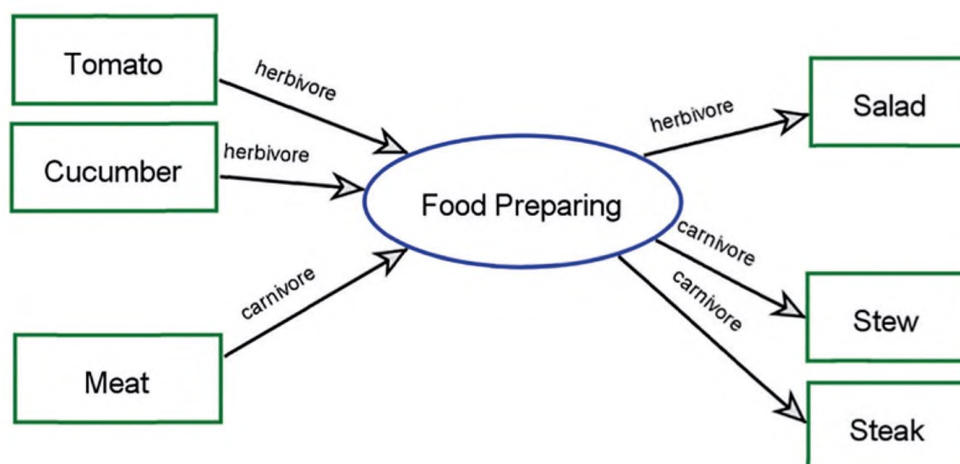 Tomato
herbivore
Cucumber
herbivore
Meat
carnivore
Food Preparing
herbivore
Salad
carnivore
Stew
carnivore
Steak